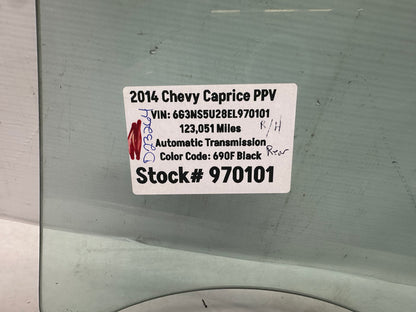 2014 Chevy Caprice PPV
VIN: 6G3NS5U28EL970101
123,051 Miles
R/H
Automatic Transmission
Rear
Color Code: 690F Black
Stock# 970101